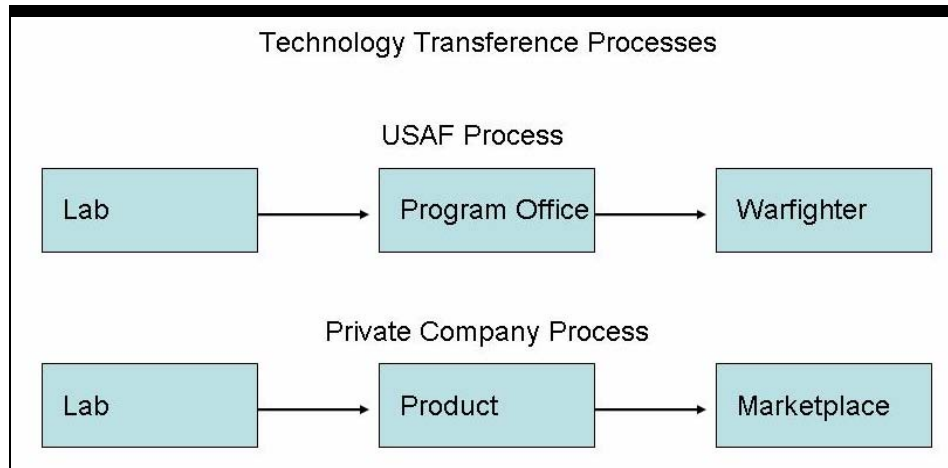 Technology Transference Processes
USAF Process
Lab
Program Office
Warfighter
Private Company Process
Lab
Product
Marketplace